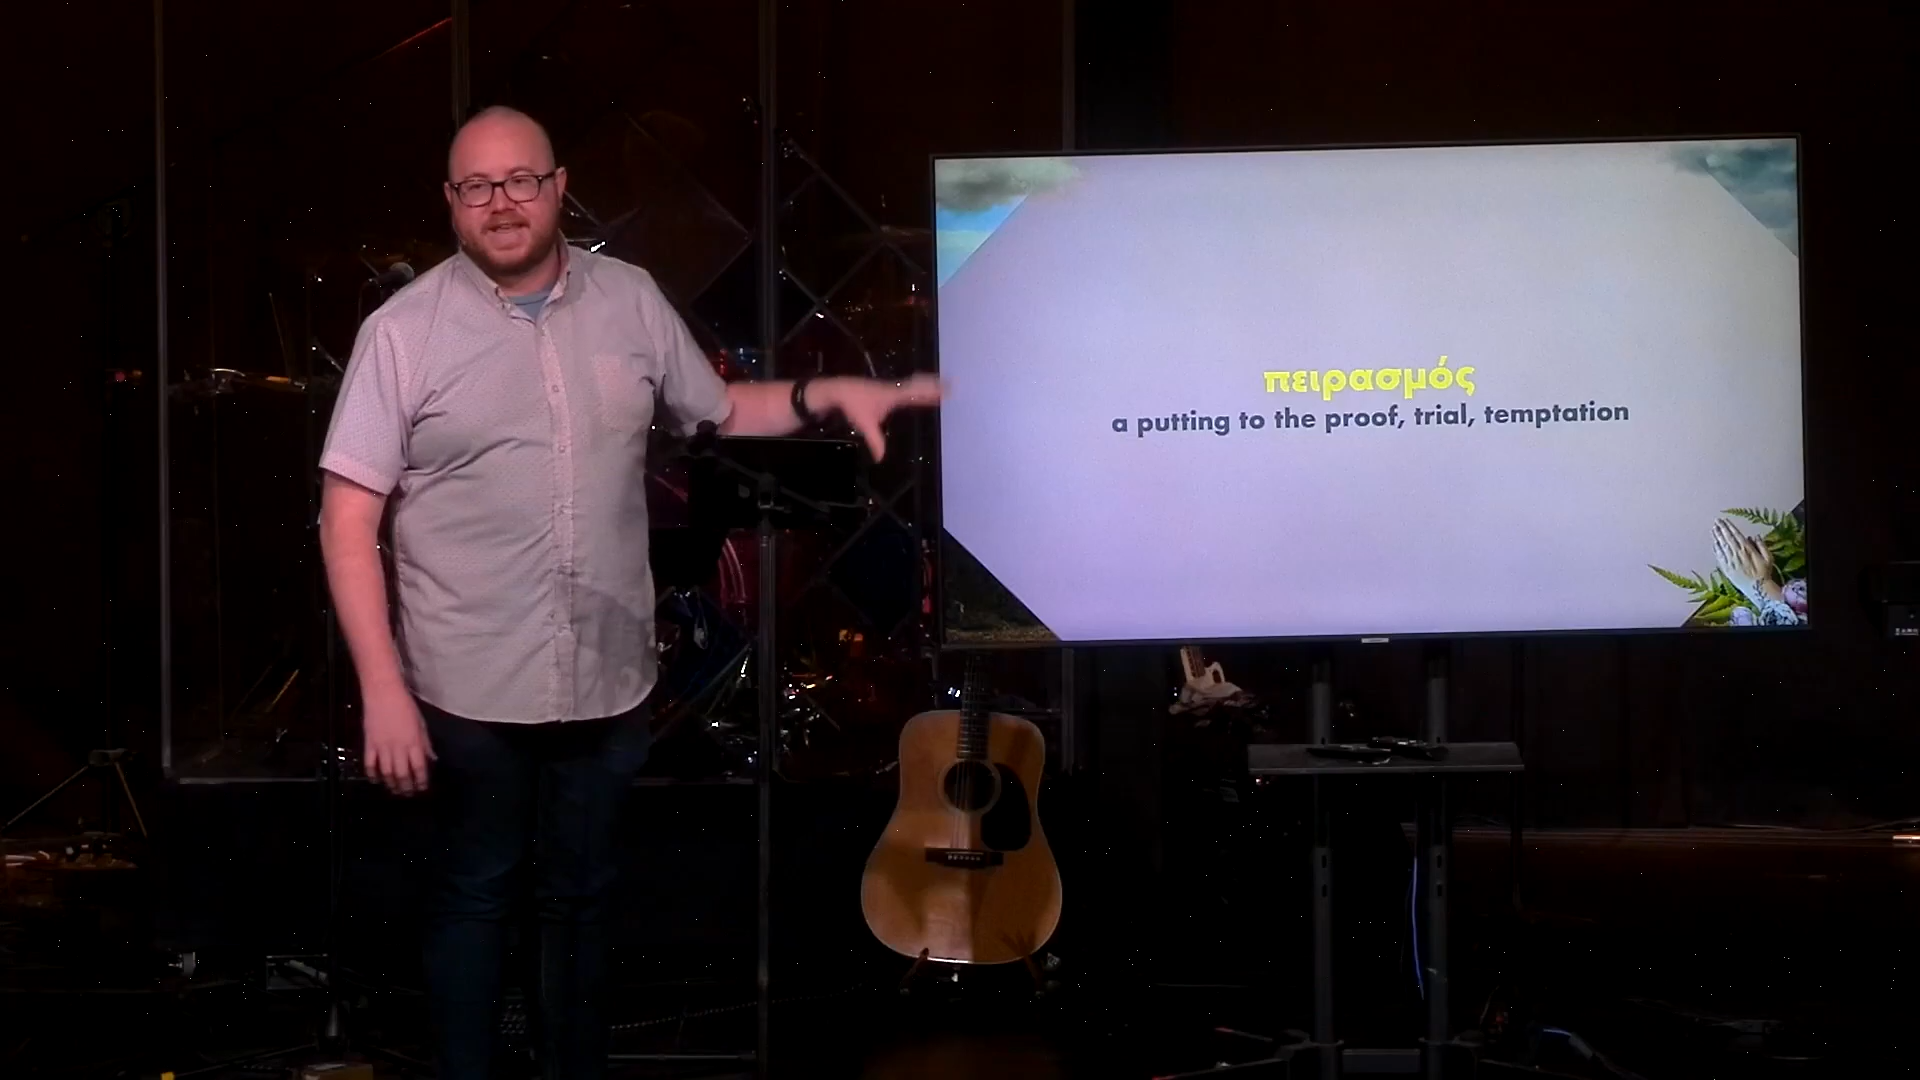 πειρασμός
a putting to the proof, trial, temptation